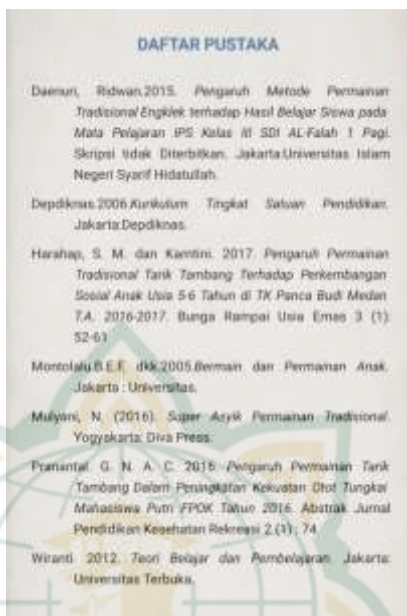 DAFTAR PUSTAKA
Daenuri, Ridwan.2015. Pengaruh Metode Permainan
Tradisional Engklek terhadap Hasil Belajar Siswa pada
Mata Pelajaran IPS Kelas III SDI AL-Falah 1 Pagi.
Skripsi tidak Diterbitkan. Jakarta:Universitas Islam
Negeri Syarif Hidatullah.
Depdiknas.2006.Kurikulum Tingkat Satuan Pendidikan.
Jakarta:Depdiknas.
Harahap, S. M. dan Kamtini. 2017. Pengaruh Permainan
Tradisional Tarik Tambang Terhadap Perkembangan
Sosial Anak Usia 5-6 Tahun di TK Panca Budi Medan
T.A. 2016-2017. Bunga Rampai Usia Emas 3 (1):
52-61
Montolalu.B.E.F. dkk.2005.Bermain dan Permainan Anak.
Jakarta : Universitas.
Mulyani, N. (2016). Super Asyik Permainan Tradisional.
Yogyakarta: Diva Press.
Pranantal G. N. A. C. 2016 Pengaruh Permainan Tarik
Tambang Dalam Peningkatan Kekuatan Otot Tungkai
Mahasiswa Putri FPOK Tahun 2016. Abstrak Jurnal
Pendidikan Kesehatan Rekreasi 2 (1) : 74
Wiranti 2012. Teori Belajar dan Pembelajaran. Jakarta:
Universitas Terbuka.